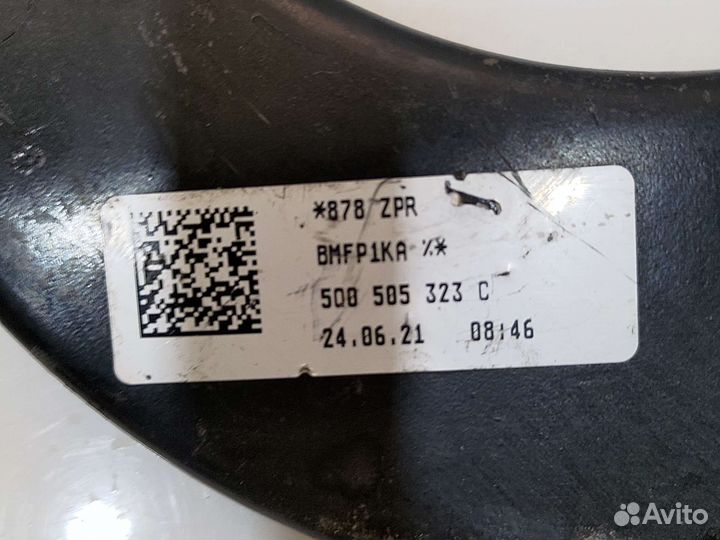 *878 ZPR
BMFP1KA %*
5Q0 505 323 C
24.06.21 08:46
Avito